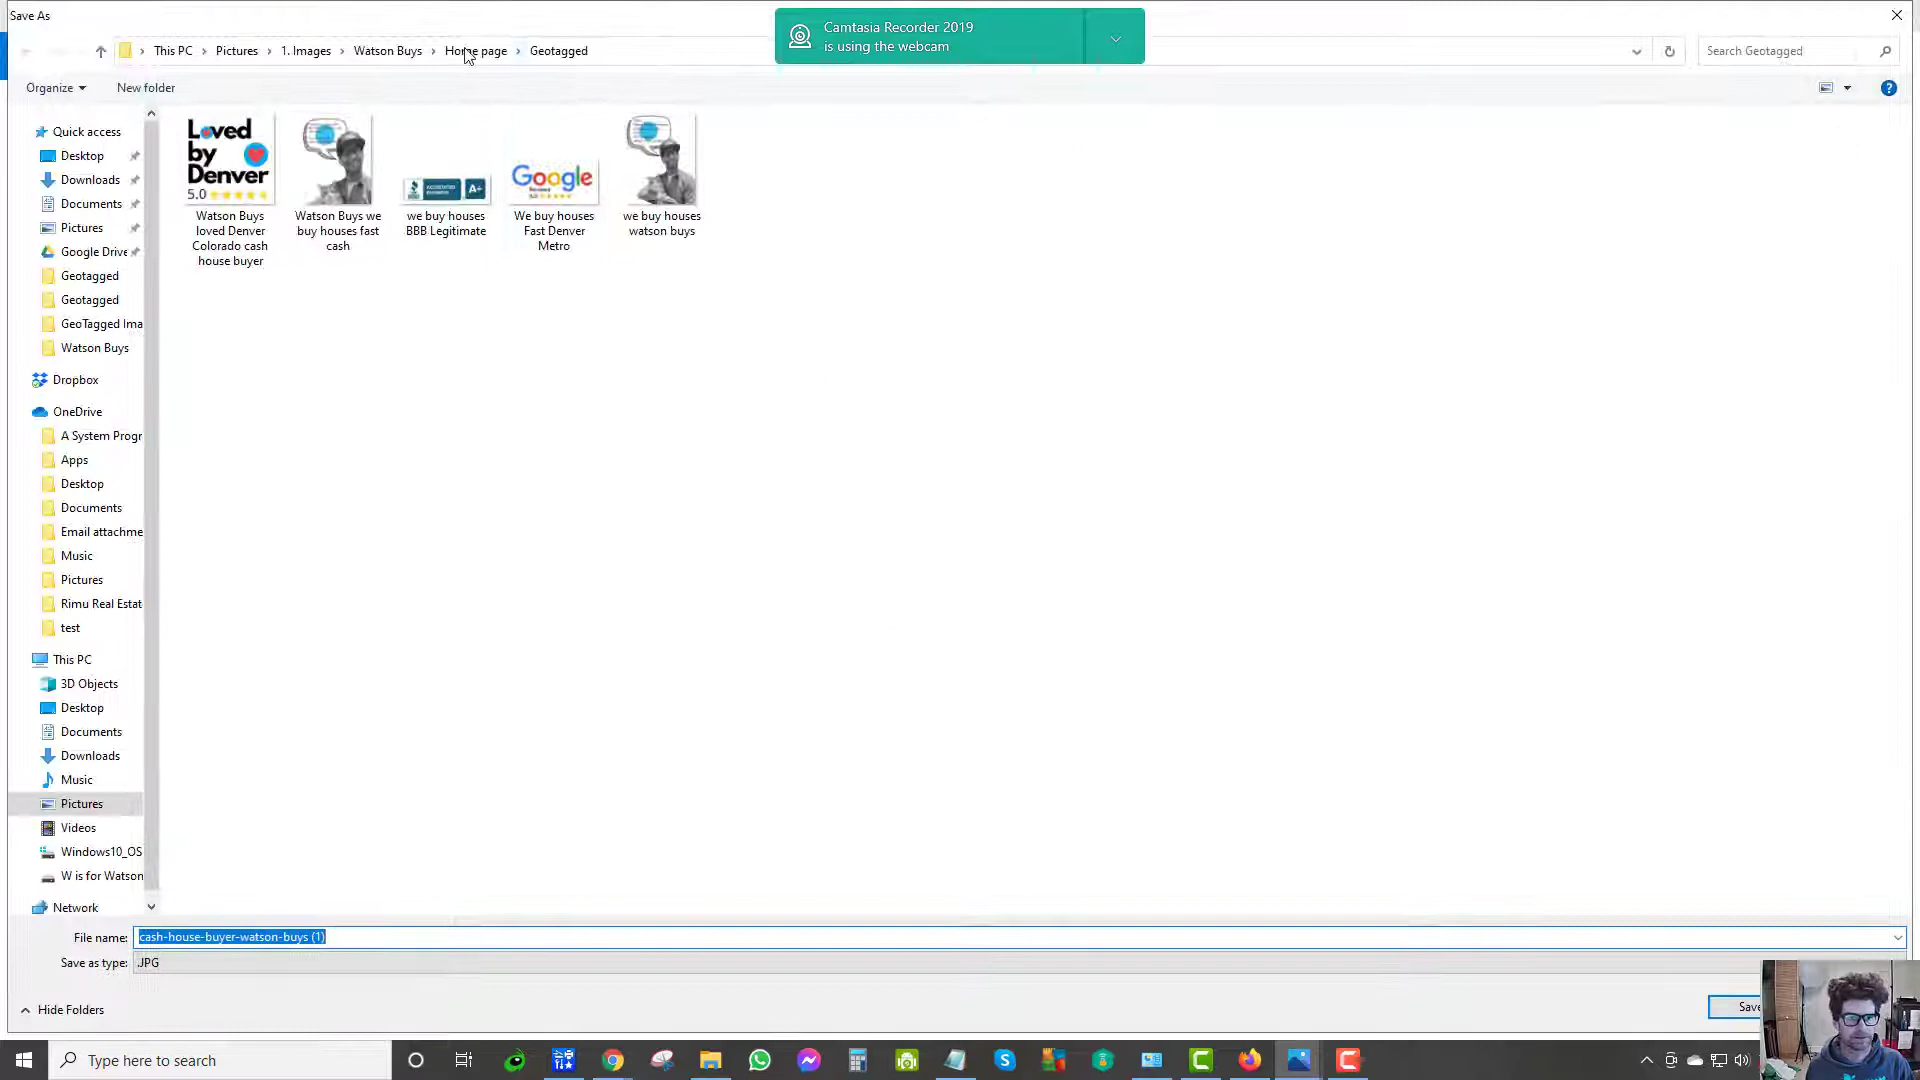 Save As
This PC > Pictures > 1. Images > Watson Buys > Home page > Geotagged
Camtasia Recorder 2019
is using the webcam
Search Geotagged
Organize
New folder
Quick access
Desktop
Downloads
Documents
Pictures
Google Drive
Geotagged
Geotagged
GeoTagged Ima
Watson Buys
Dropbox
OneDrive
A System Progr
Apps
Desktop
Documents
Email attachme
Music
Pictures
Rimu Real Estat
test
This PC
3D Objects
Desktop
Documents
Downloads
Music
Pictures
Videos
Windows10_OS
W is for Watson
Network
Loved
by
Denver
5.0
Watson Buys
loved Denver
Colorado cash
house buyer
Watson Buys we
buy houses fast
cash
A+
we buy houses
BBB Legitimate
Google
We buy houses
Fast Denver
Metro
we buy houses
watson buys
File name: cash-house-buyer-watson-buys (1)
Save as type: .JPG
Hide Folders
Save
Type here to search